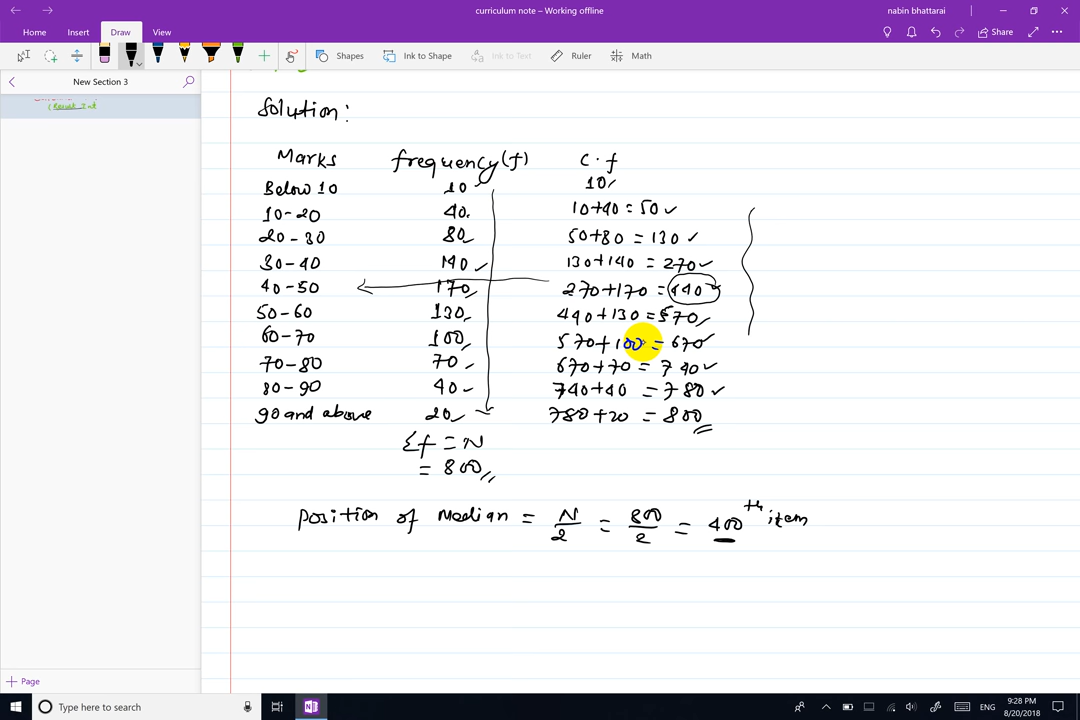 curriculum note – Working offline
nabin bhattarai
Home Insert Draw View
Share
Shapes Ink to Shape Ink to Text Ruler Math
New Section 3
Solution:
Marks frequency(f) c.f
Below 10 10 10
10-20 40 10+40 = 50
20-30 80 50+80 = 130
30-40 140 130+140 = 270
40-50 170 270+170 = 440
50-60 130 440+130 = 570
60-70 100 570+100 = 670
70-80 70 670+70 = 740
80-90 40 740+40 = 780
90 and above 20 780+20 = 800
Σf = N
= 800
Position of Median = N/2 = 800/2 = 400th item
+ Page
Type here to search
ENG
9:28 PM
8/20/2018